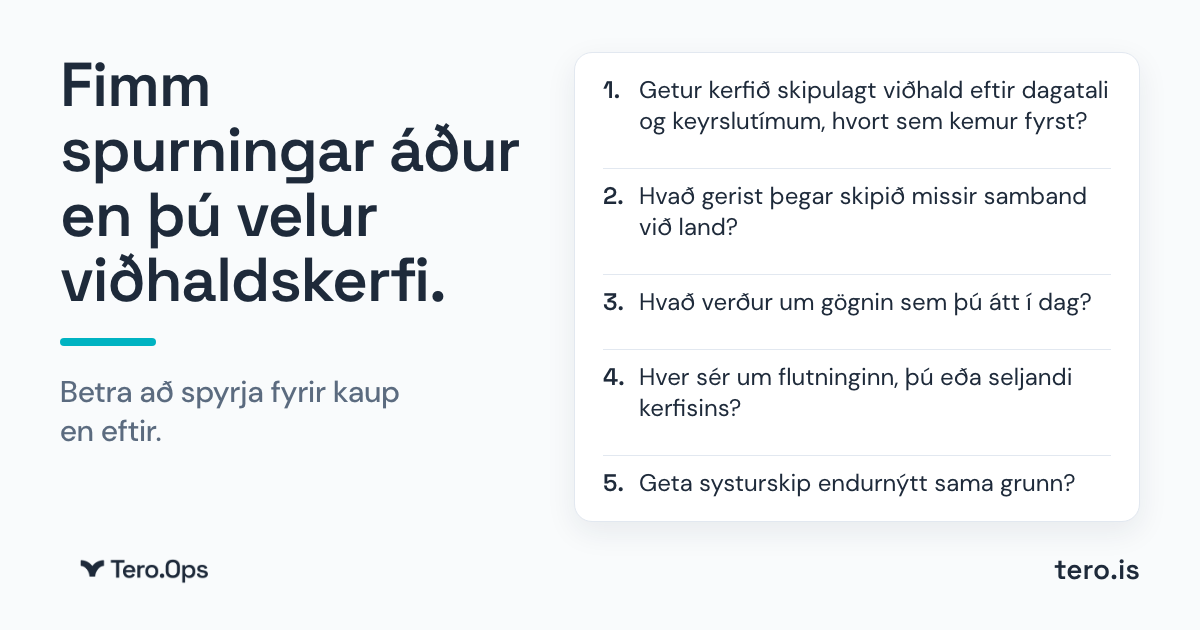 Fimm
spurningar áður
en þú velur
viðhaldskerfi.
Betra að spyrja fyrir kaup
en eftir.
1. Getur kerfið skipulagt viðhald eftir dagatali
og keyrslutímum, hvort sem kemur fyrst?
2. Hvað gerist þegar skipið missir samband
við land?
3. Hvað verður um gögnin sem þú átt í dag?
4. Hver sér um flutninginn, þú eða seljandi
kerfisins?
5. Geta systurskip endurnýtt sama grunn?
Tero.Ops
tero.is